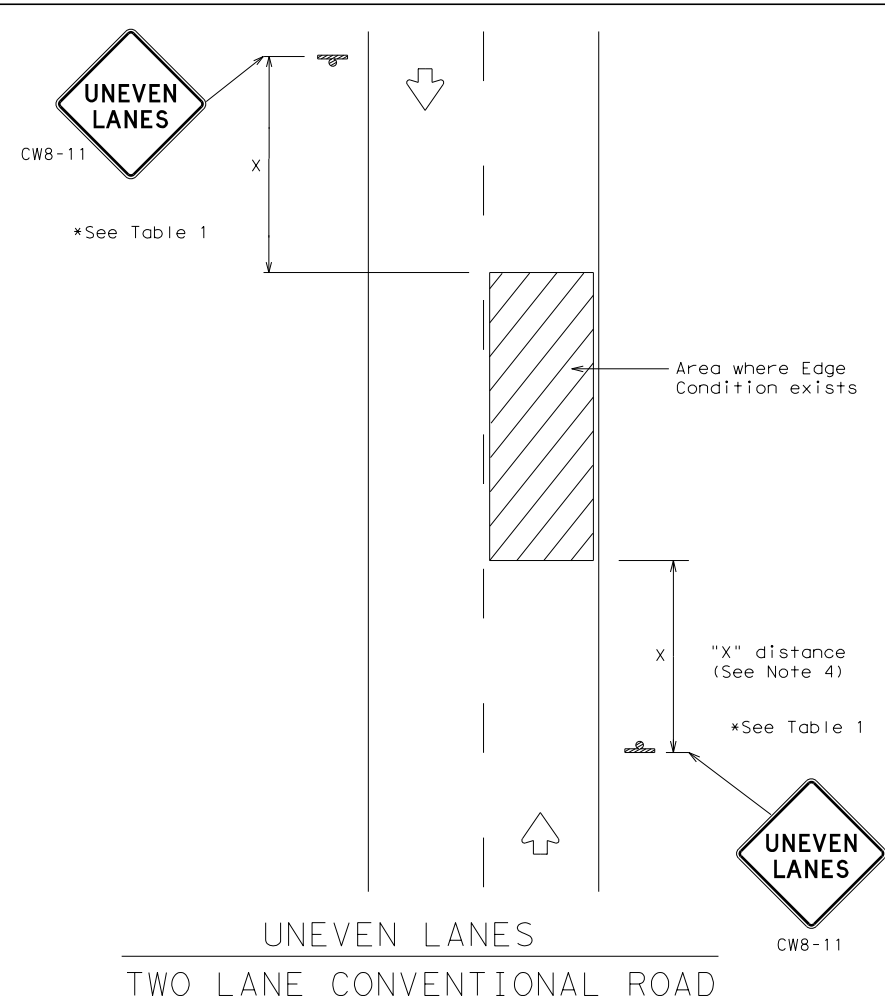 UNEVEN
LANES
CW8-11
X
*See Table 1
Area where Edge
Condition exists
X
"X" distance
(See Note 4)
*See Table 1
UNEVEN
LANES
CW8-11
UNEVEN LANES
TWO LANE CONVENTIONAL ROAD